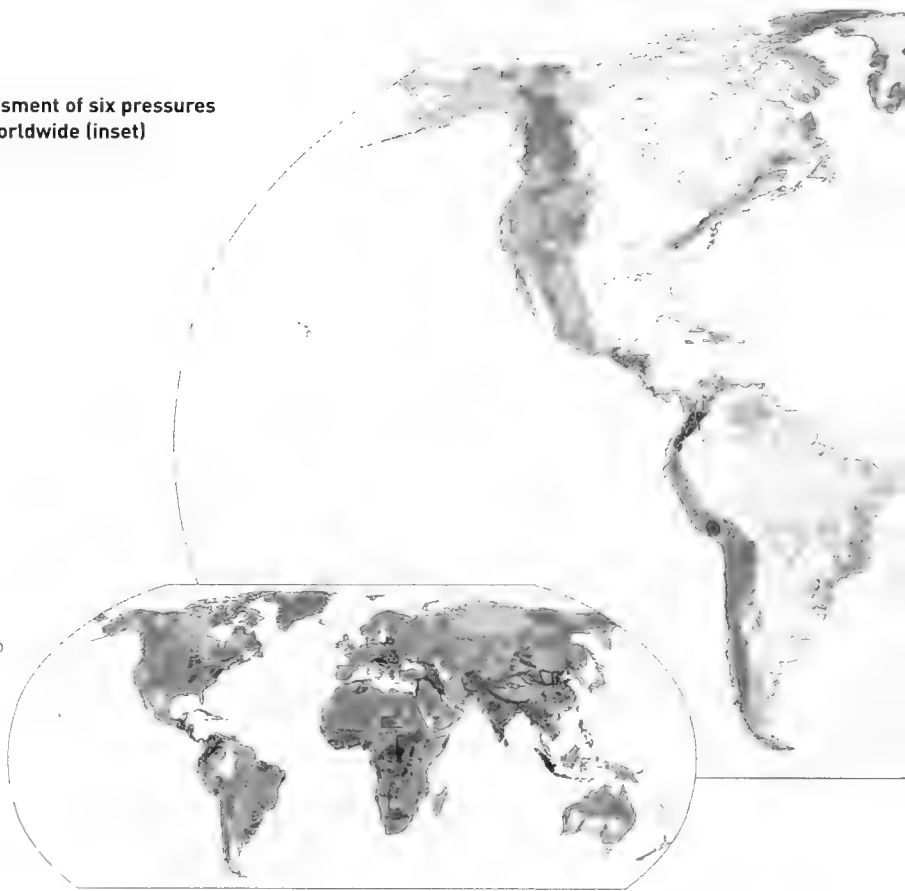 sment of six pressures
orldwide (inset)